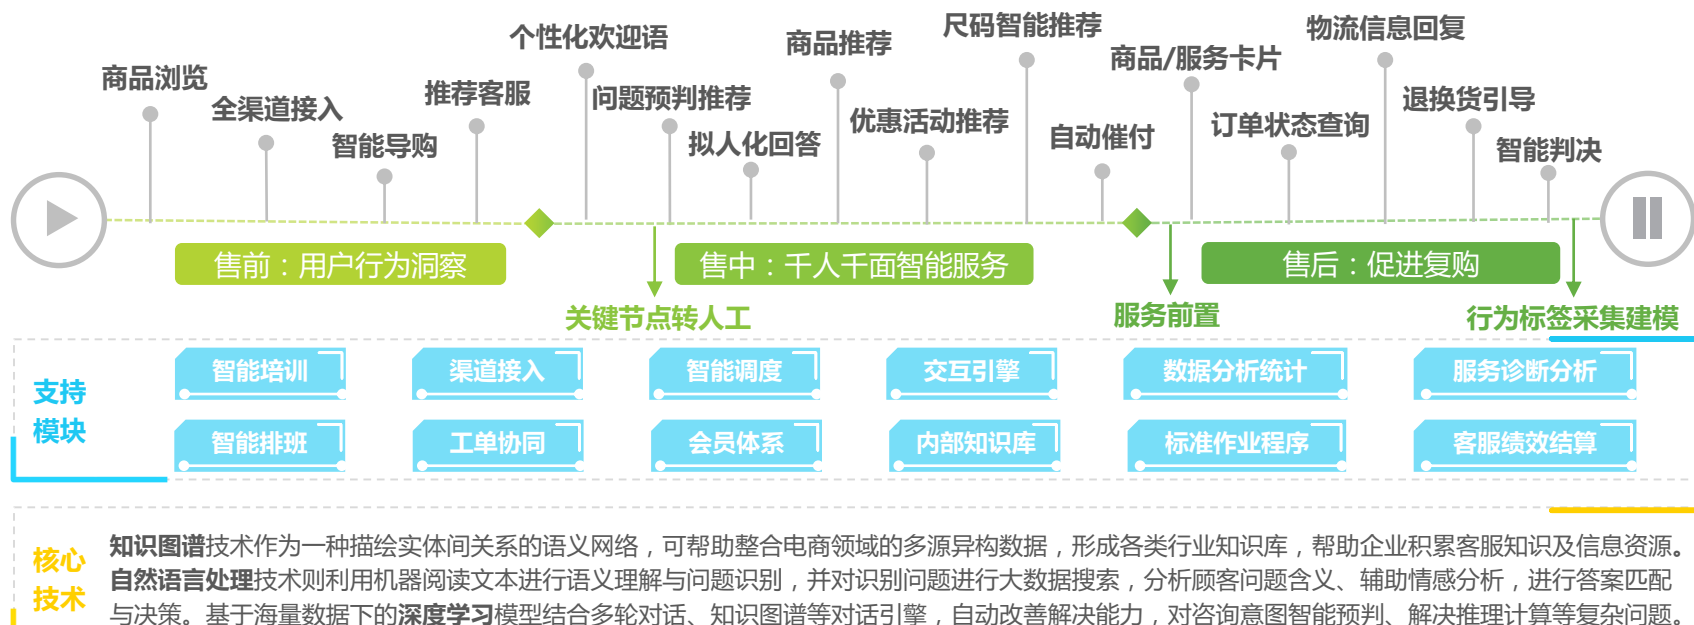 商品浏览
全渠道接入
智能导购
推荐客服
个性化欢迎语
问题预判推荐
拟人化回答
商品推荐
优惠活动推荐
尺码智能推荐
自动催付
商品/服务卡片
订单状态查询
物流信息回复
退换货引导
智能判决
售前：用户行为洞察
售中：千人千面智能服务
售后：促进复购
关键节点转人工
服务前置
行为标签采集建模
支持
模块
智能培训
渠道接入
智能调度
交互引擎
数据分析统计
服务诊断分析
智能排班
工单协同
会员体系
内部知识库
标准作业程序
客服绩效结算
核心
技术
知识图谱技术作为一种描绘实体间关系的语义网络，可帮助整合电商领域的多源异构数据，形成各类行业知识库，帮助企业积累客服知识及信息资源。
自然语言处理技术则利用机器阅读文本进行语义理解与问题识别，并对识别问题进行大数据搜索，分析顾客问题含义、辅助情感分析，进行答案匹配
与决策。基于海量数据下的深度学习模型结合多轮对话、知识图谱等对话引擎，自动改善解决能力，对咨询意图智能预判、解决推理计算等复杂问题。